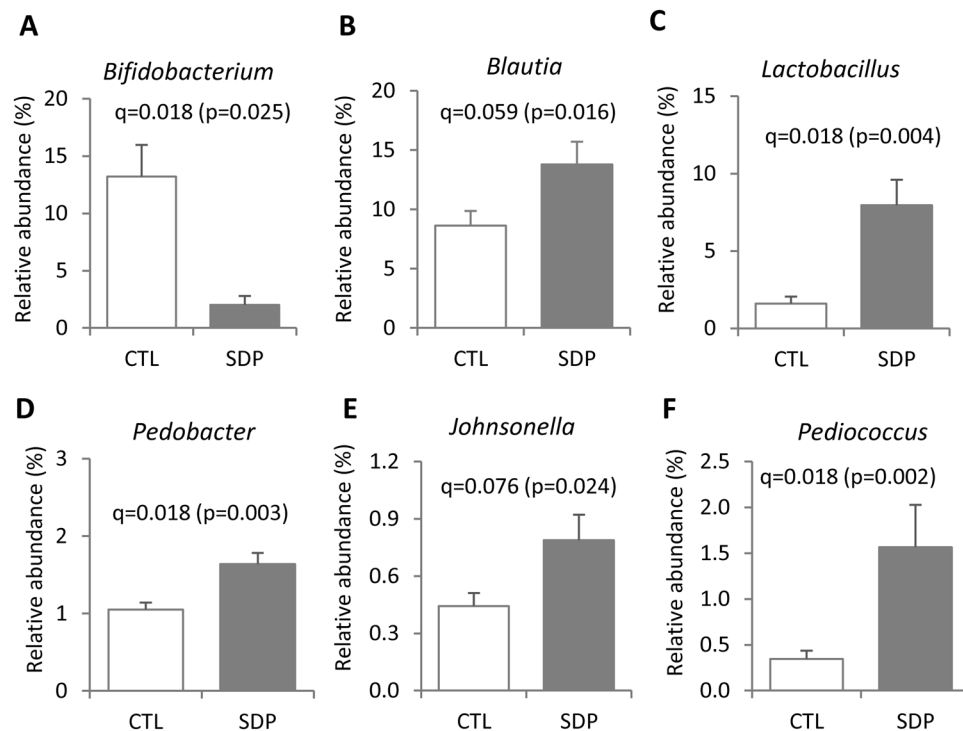 A
Bifidobacterium
Relative abundance (%)
20
15
10
5
0
q=0.018 (p=0.025)
CTL
SDP
B
Blautia
Relative abundance (%)
20
15
10
5
0
q=0.059 (p=0.016)
CTL
SDP
C
Lactobacillus
Relative abundance (%)
15
10
5
0
q=0.018 (p=0.004)
CTL
SDP
D
Pedobacter
Relative abundance (%)
3
2
1
0
q=0.018 (p=0.003)
CTL
SDP
E
Johnsonella
Relative abundance (%)
1.2
0.9
0.6
0.3
0.0
q=0.076 (p=0.024)
CTL
SDP
F
Pediococcus
Relative abundance (%)
2.5
2.0
1.5
1.0
0.5
0.0
q=0.018 (p=0.002)
CTL
SDP